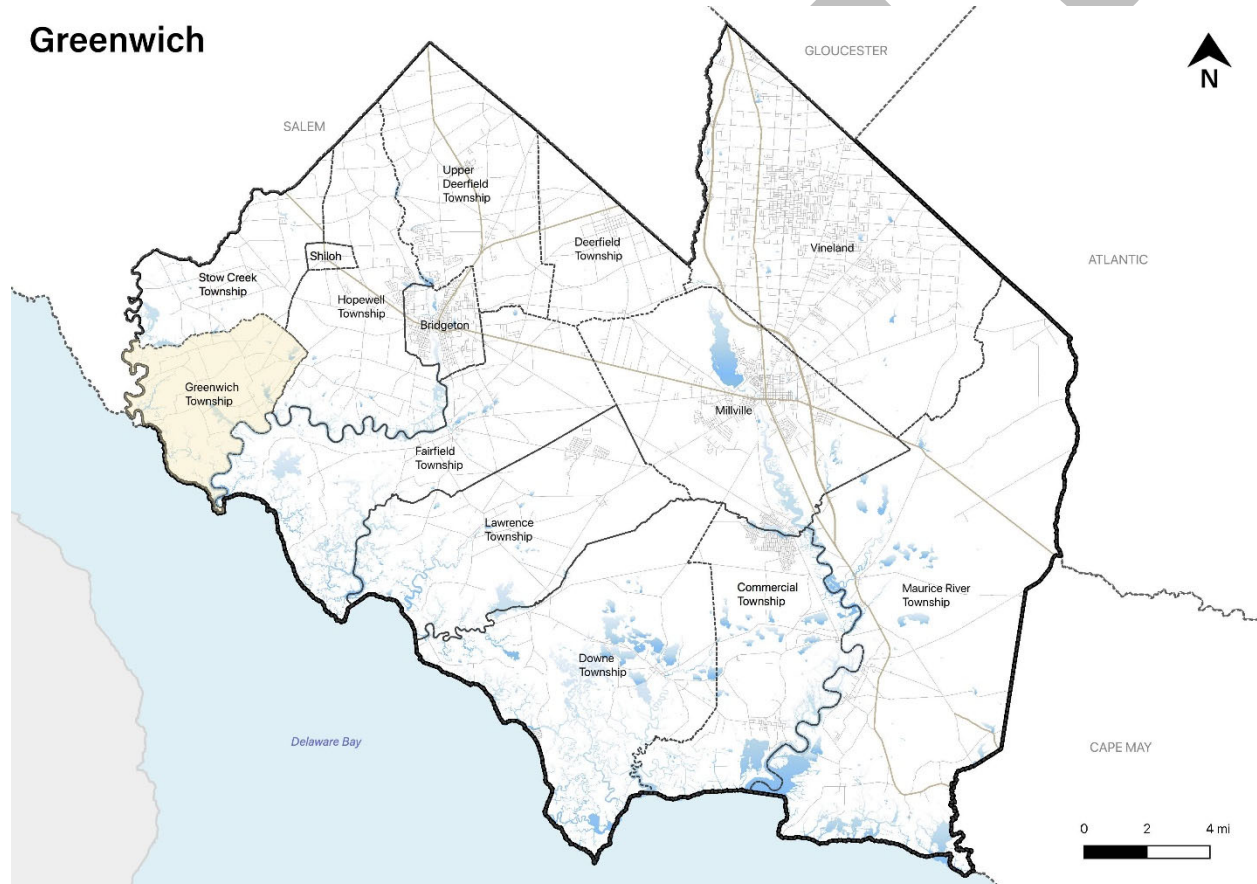 Greenwich
GLOUCESTER
N
SALEM
Upper
Deerfield
Township
Deerfield
Township
Vineland
Shiloh
ATLANTIC
Stow Creek
Township
Hopewell
Township
Bridgeton
Greenwich
Township
Millville
Fairfield
Township
Lawrence
Township
Commercial
Township
Maurice River
Township
Downe
Township
Delaware Bay
CAPE MAY
0 2 4 mi